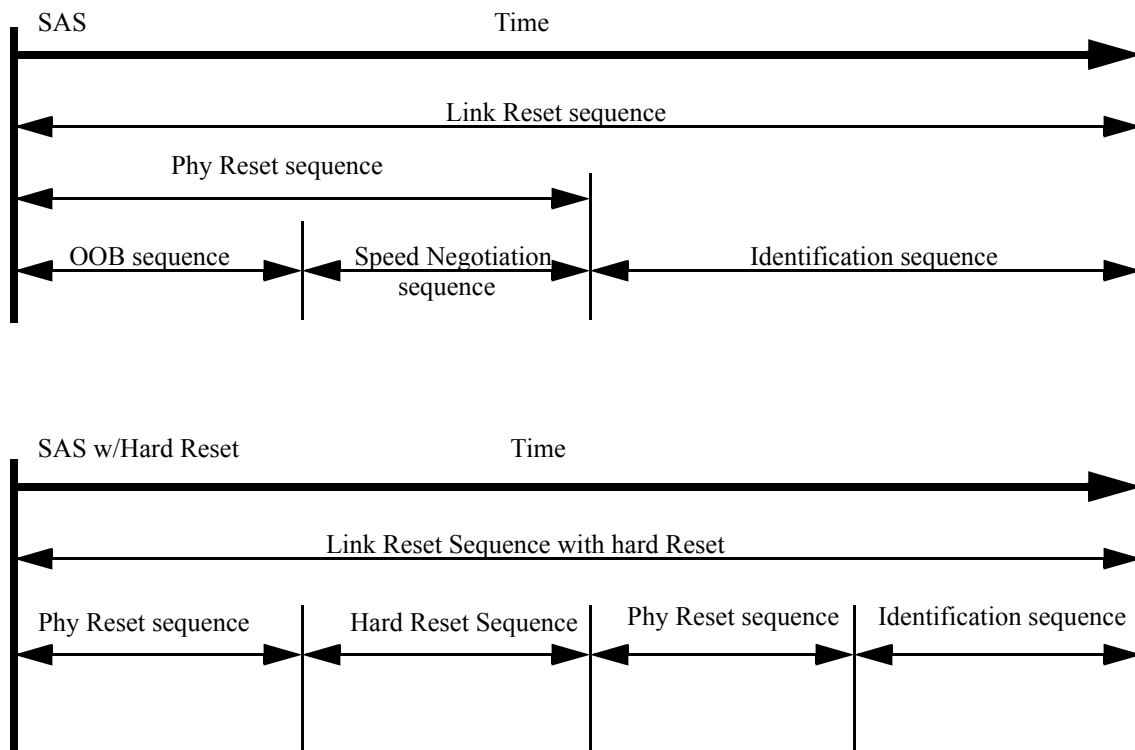 SAS
Time
Link Reset sequence
Phy Reset sequence
OOB sequence
Speed Negotiation
sequence
Identification sequence
SAS w/Hard Reset
Time
Link Reset Sequence with hard Reset
Phy Reset sequence
Hard Reset Sequence
Phy Reset sequence
Identification sequence